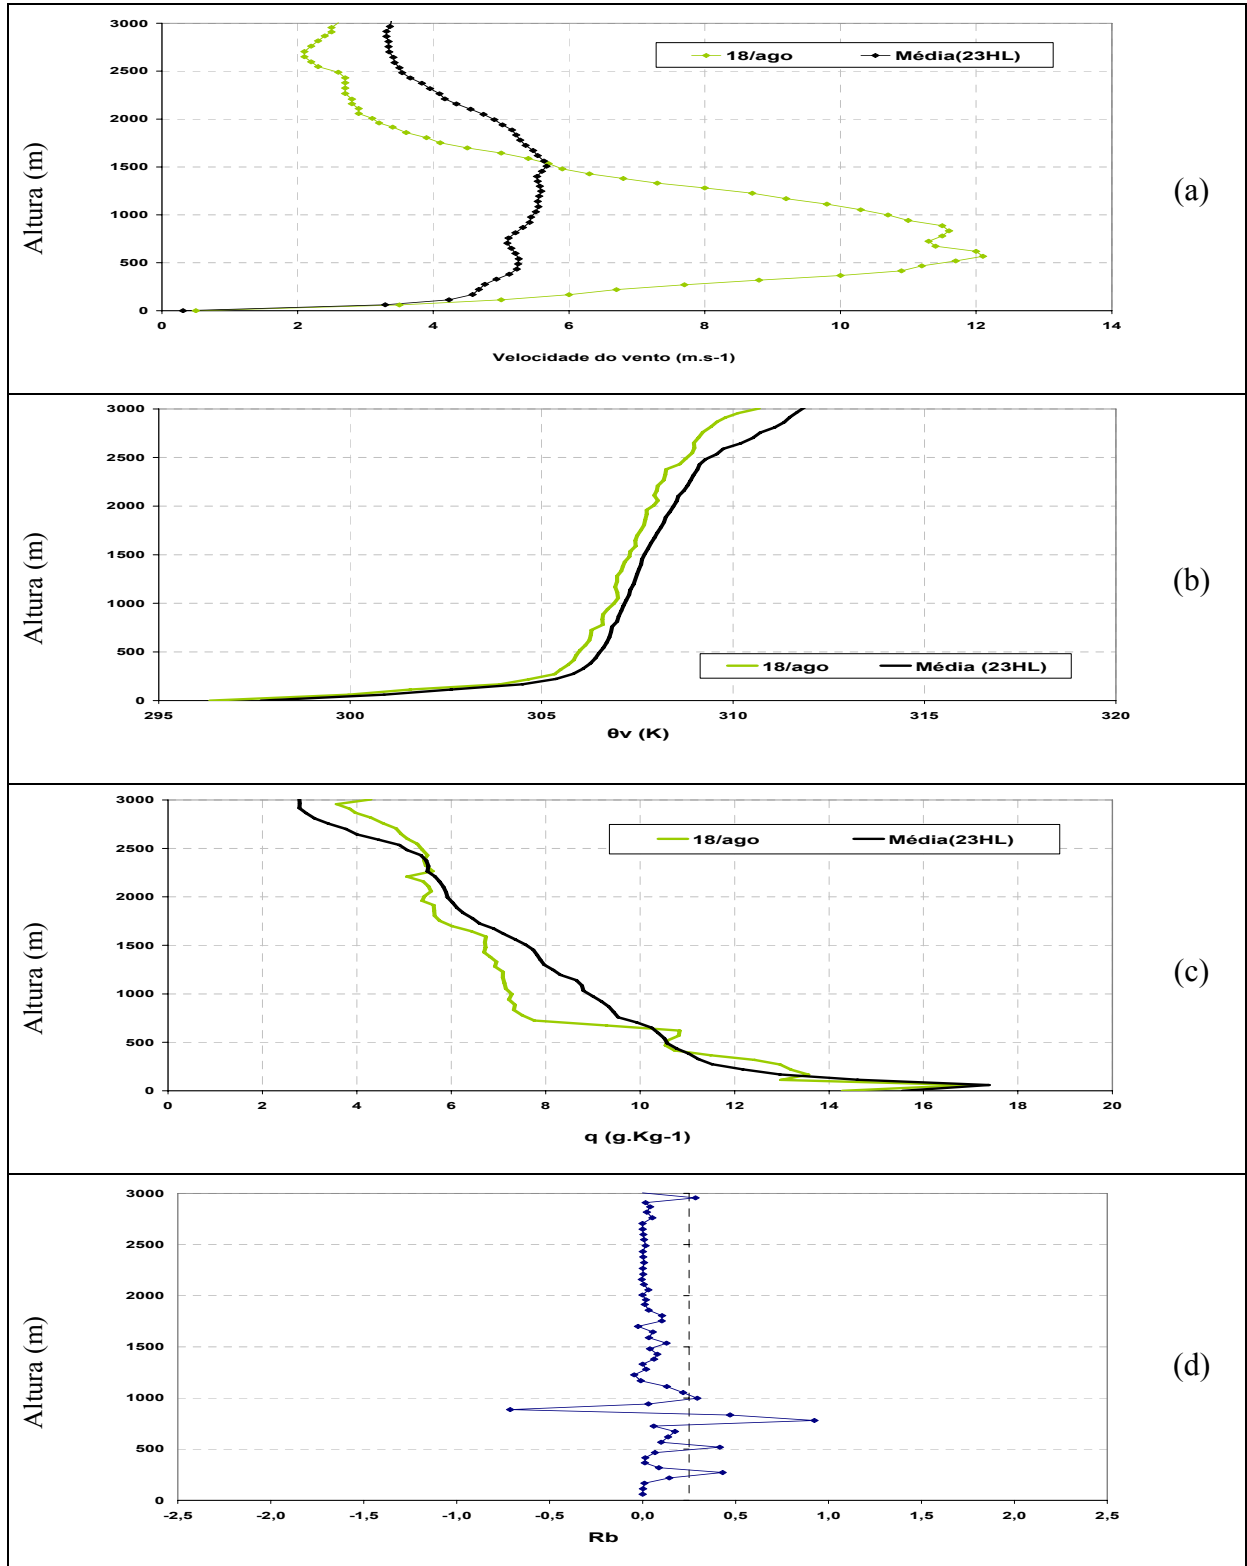 3000
2500
2000
1500
1000
500
0
0 2 4 6 8 10 12 14
18/ago Média(23HL)
Altura (m)
Velocidade do vento (m.s-1)
(a)
3000
2500
2000
1500
1000
500
0
295 300 305 310 315 320
18/ago Média (23HL)
Altura (m)
θv (K)
(b)
3000
2500
2000
1500
1000
500
0
0 2 4 6 8 10 12 14 16 18 20
18/ago Média(23HL)
Altura (m)
q (g.Kg-1)
(c)
3000
2500
2000
1500
1000
500
0
-2,5 -2,0 -1,5 -1,0 -0,5 0,0 0,5 1,0 1,5 2,0 2,5
Altura (m)
Rb
(d)